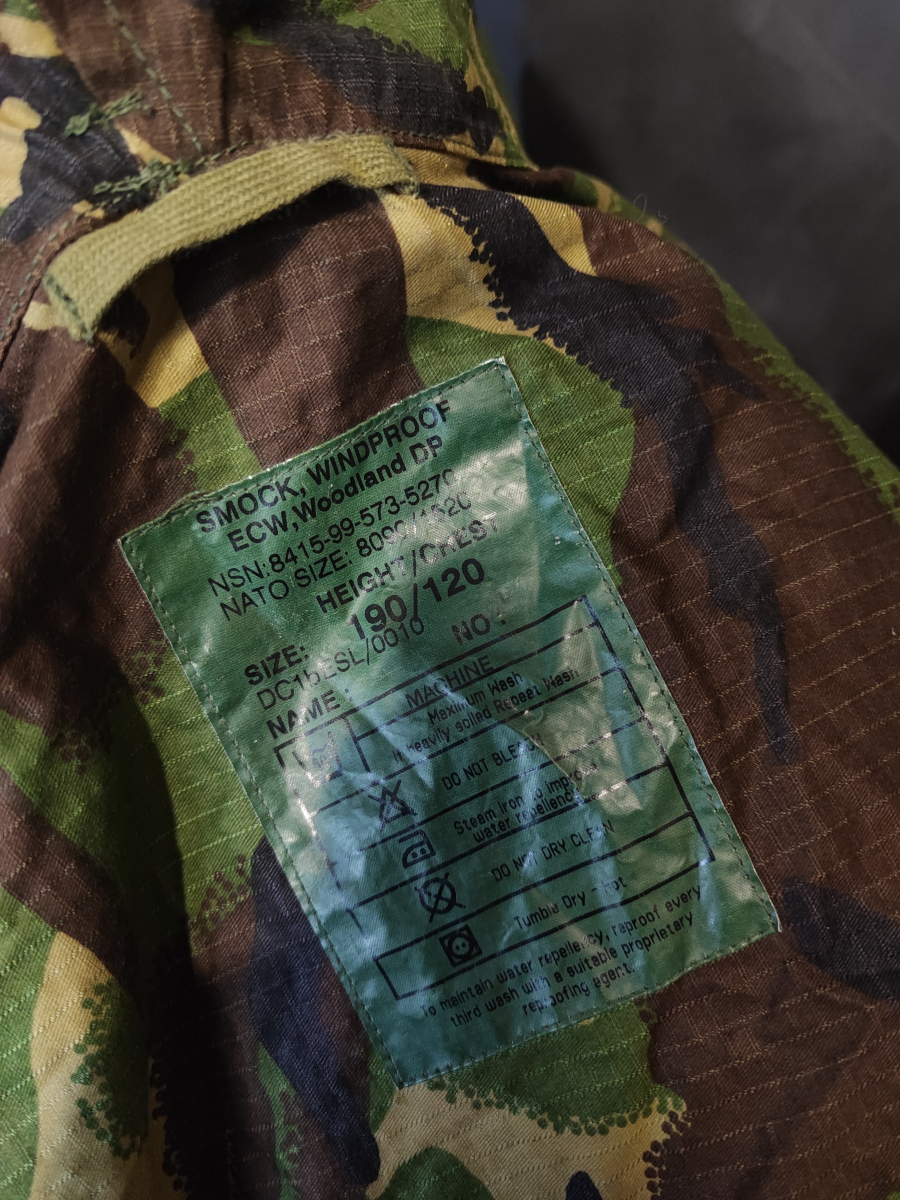 SMOCK, WINDPROOF
ECW, Woodland DP
NSN: 8415-99-573-5270
NATO SIZE: 8090/1520
HEIGHT/CHEST
SIZE: 190/120
DC1bESL/0010
NAME: NO:
MACHINE
Maximum Wash
If heavily soiled Repeat Wash
DO NOT BLEACH
Steam iron to improve
water repellency
DO NOT DRY CLEAN
Tumble Dry - hot
To maintain water repellency, reproof every
third wash with a suitable proprietary
reproofing agent.